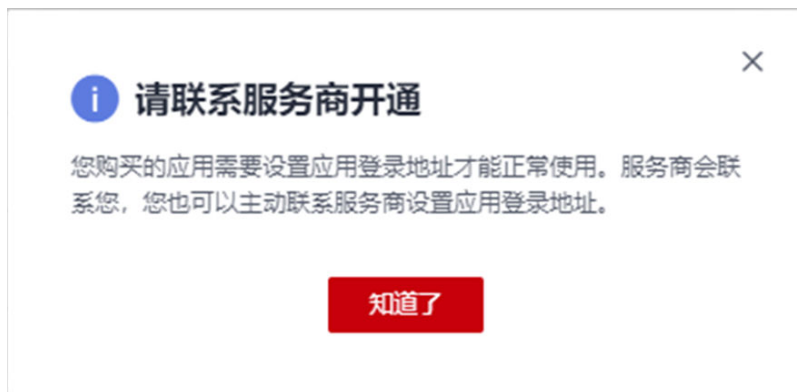 请联系服务商开通
您购买的应用需要设置应用登录地址才能正常使用。服务商会联
系您，您也可以主动联系服务商设置应用登录地址。
知道了